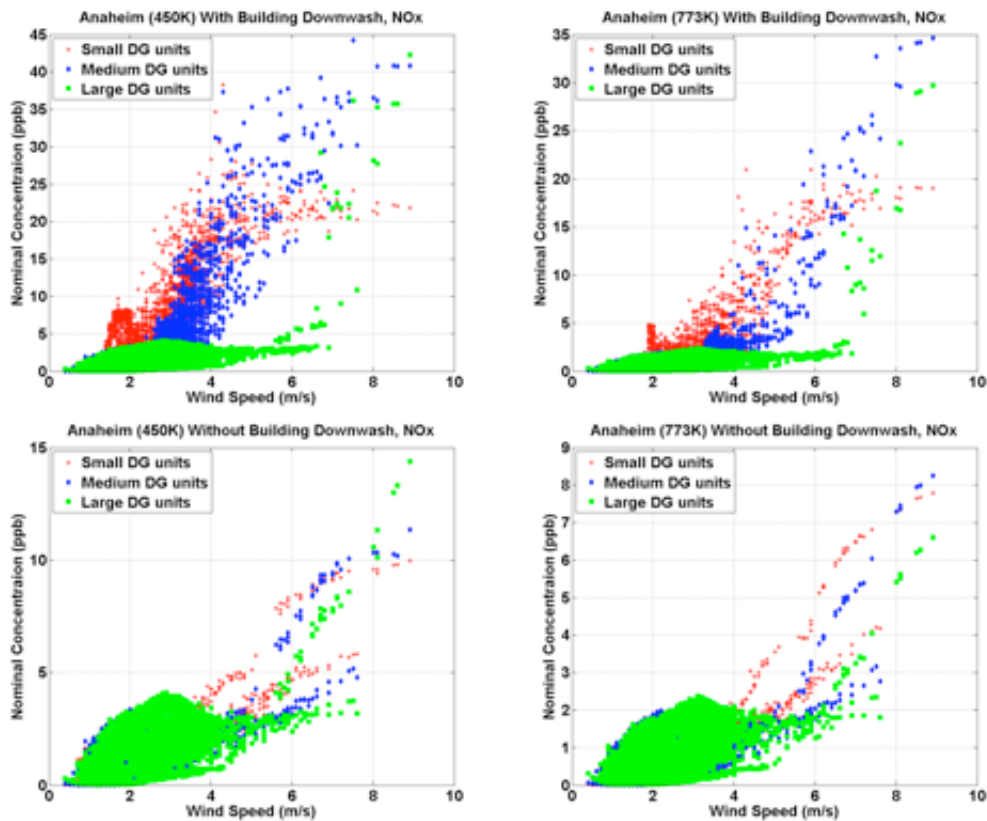 Anaheim (450K) With Building Downwash, NOx
45
40
35
30
25
20
15
10
5
0
Nominal Concentraion (ppb)
Small DG units
Medium DG units
Large DG units
0 2 4 6 8 10
Wind Speed (m/s)
Anaheim (773K) With Building Downwash, NOx
35
30
25
20
15
10
5
0
Nominal Concentraion (ppb)
Small DG units
Medium DG units
Large DG units
0 2 4 6 8 10
Wind Speed (m/s)
Anaheim (450K) Without Building Downwash, NOx
15
10
5
0
Nominal Concentraion (ppb)
Small DG units
Medium DG units
Large DG units
0 2 4 6 8 10
Wind Speed (m/s)
Anaheim (773K) Without Building Downwash, NOx
9
8
7
6
5
4
3
2
1
0
Nominal Concentraion (ppb)
Small DG units
Medium DG units
Large DG units
0 2 4 6 8 10
Wind Speed (m/s)